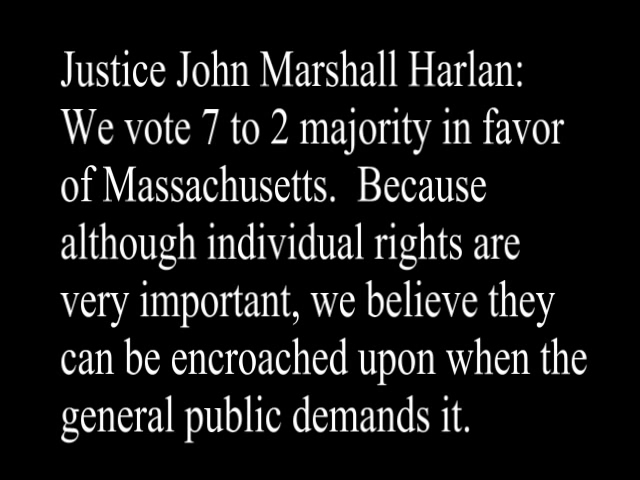 Justice John Marshall Harlan:
We vote 7 to 2 majority in favor
of Massachusetts.  Because
although individual rights are
very important, we believe they
can be encroached upon when the
general public demands it.